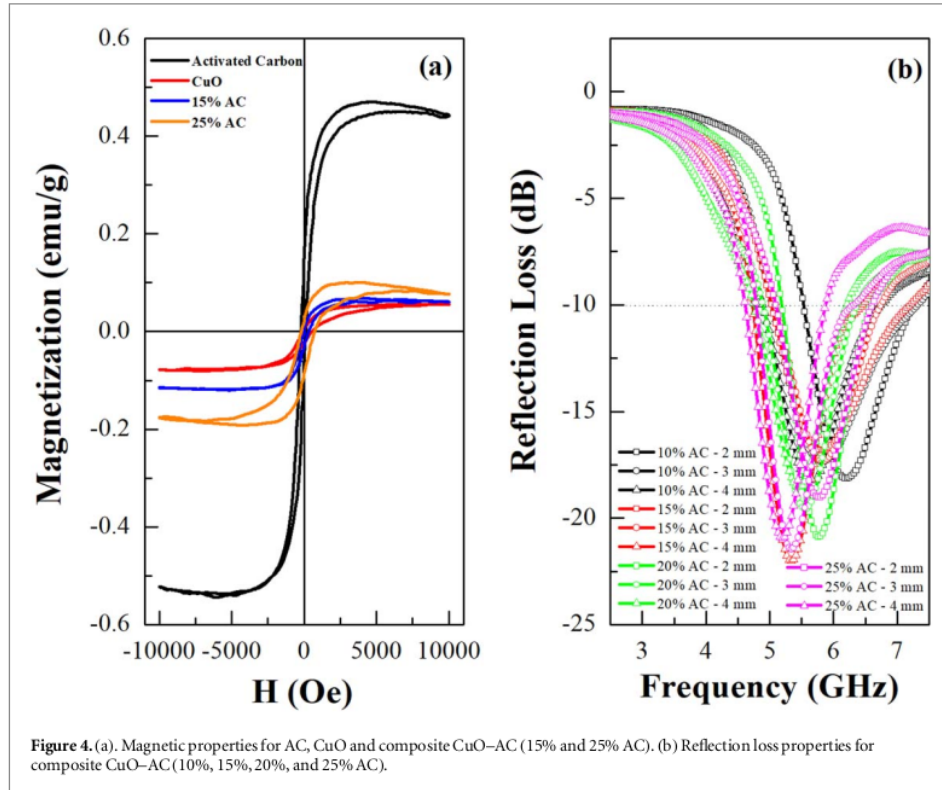 0.6
0.4
0.2
0.0
-0.2
-0.4
-0.6
Magnetization (emu/g)
Activated Carbon
CuO
15% AC
25% AC
(a)
-10000 -5000 0 5000 10000
H (Oe)
0
-5
-10
-15
-20
-25
Reflection Loss (dB)
(b)
10% AC - 2 mm
10% AC - 3 mm
10% AC - 4 mm
15% AC - 2 mm
15% AC - 3 mm
15% AC - 4 mm
20% AC - 2 mm
20% AC - 3 mm
20% AC - 4 mm
25% AC - 2 mm
25% AC - 3 mm
25% AC - 4 mm
3 4 5 6 7
Frequency (GHz)
Figure 4. (a). Magnetic properties for AC, CuO and composite CuO–AC (15% and 25% AC). (b) Reflection loss properties for
composite CuO–AC (10%, 15%, 20%, and 25% AC).